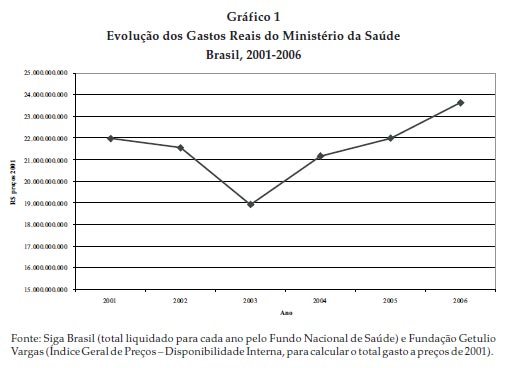 Gráfico 1
Evolução dos Gastos Reais do Ministério da Saúde
Brasil, 2001-2006
25.000.000.000
24.000.000.000
23.000.000.000
22.000.000.000
21.000.000.000
20.000.000.000
19.000.000.000
18.000.000.000
17.000.000.000
16.000.000.000
15.000.000.000
R$ preços 2001
2001 2002 2003 2004 2005 2006
Ano
Fonte: Siga Brasil (total liquidado para cada ano pelo Fundo Nacional de Saúde) e Fundação Getulio
Vargas (Índice Geral de Preços – Disponibilidade Interna, para calcular o total gasto a preços de 2001).